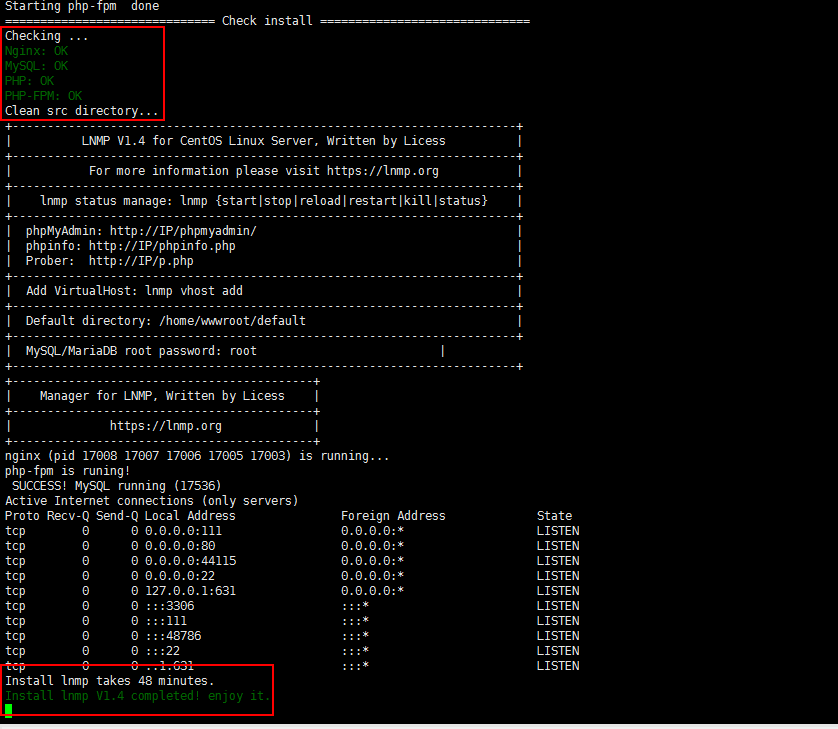 Starting php-fpm  done
============================= Check install ==============================
Checking ...
Nginx: OK
MySQL: OK
PHP: OK
PHP-FPM: OK
Clean src directory...
+------------------------------------------------------------------------+
|          LNMP V1.4 for CentOS Linux Server, Written by Licess          |
+------------------------------------------------------------------------+
|           For more information please visit https://lnmp.org           |
+------------------------------------------------------------------------+
|    lnmp status manage: lnmp {start|stop|reload|restart|kill|status}    |
+------------------------------------------------------------------------+
|  phpMyAdmin: http://IP/phpmyadmin/                                     |
|  phpinfo: http://IP/phpinfo.php                                        |
|  Prober:  http://IP/p.php                                              |
+------------------------------------------------------------------------+
|  Add VirtualHost: lnmp vhost add                                       |
+------------------------------------------------------------------------+
|  Default directory: /home/wwwroot/default                              |
+------------------------------------------------------------------------+
|  MySQL/MariaDB root password: root                          |
+------------------------------------------------------------------------+
+-------------------------------------------+
|    Manager for LNMP, Written by Licess    |
+-------------------------------------------+
|              https://lnmp.org             |
+-------------------------------------------+
nginx (pid 17008 17007 17006 17005 17003) is running...
php-fpm is runing!
 SUCCESS! MySQL running (17536)
Active Internet connections (only servers)
Proto Recv-Q Send-Q Local Address               Foreign Address             State
tcp        0      0 0.0.0.0:111                 0.0.0.0:*                   LISTEN
tcp        0      0 0.0.0.0:80                  0.0.0.0:*                   LISTEN
tcp        0      0 0.0.0.0:44115               0.0.0.0:*                   LISTEN
tcp        0      0 0.0.0.0:22                  0.0.0.0:*                   LISTEN
tcp        0      0 127.0.0.1:631               0.0.0.0:*                   LISTEN
tcp        0      0 :::3306                     :::*                        LISTEN
tcp        0      0 :::111                      :::*                        LISTEN
tcp        0      0 :::48786                    :::*                        LISTEN
tcp        0      0 :::22                       :::*                        LISTEN
tcp        0      0 ::1:631                     :::*                        LISTEN
Install lnmp takes 48 minutes.
Install lnmp V1.4 completed! enjoy it.